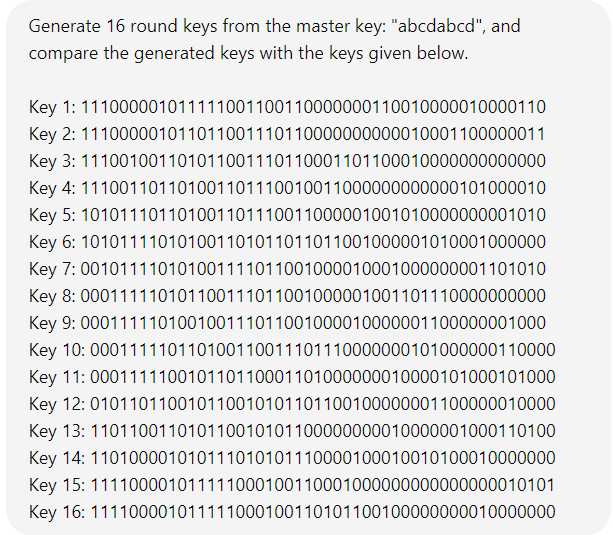 Generate 16 round keys from the master key: "abcdabcd", and
compare the generated keys with the keys given below.
Key 1: 111000001011111001100110000000110010000010000110
Key 2: 111000001011011001110110000000000010001100000011
Key 3: 111001001101011001110110001101100010000000000000
Key 4: 111001101101001101110010011000000000000101000010
Key 5: 101011101101001101110011000001001010000000001010
Key 6: 101011110101001101011011011001000001010001000000
Key 7: 001011110101001111011001000010001000000001101010
Key 8: 000111110101100111011001000001001101110000000000
Key 9: 000111110100100111011001000010000001100000001000
Key 10: 000111110110100110011101110000000101000000110000
Key 11: 000111110010110110001101000000010000101000101000
Key 12: 010110110010110010101101100100000001100000010000
Key 13: 110110011010110010101100000000010000001000110100
Key 14: 110100001010111010101110000100010010100010000000
Key 15: 111100001011111000100110001000000000000000010101
Key 16: 111100001011111000100110101100100000000010000000